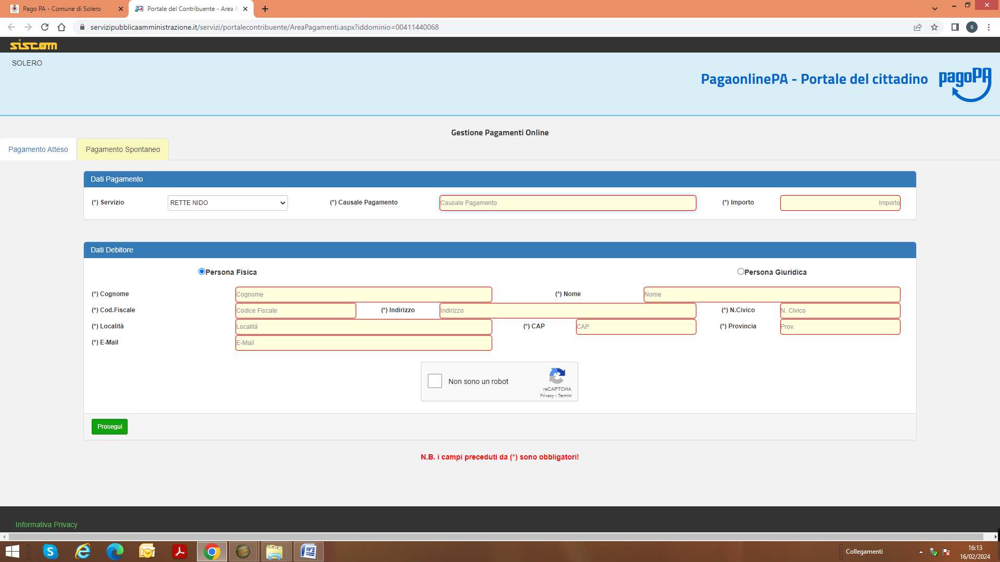 Pago PA - Comune di Solero
Portale del Contribuente - Area P
servizipubblicaamministrazione.it/servizi/portalecontribuente/AreaPagamenti.aspx?iddominio=00411440068
S
siscom
SOLERO
PagaonlinePA - Portale del cittadino
pagoPA
Gestione Pagamenti Online
Pagamento Atteso
Pagamento Spontaneo
Dati Pagamento
(*) Servizio
RETTE NIDO
(*) Causale Pagamento
Causale Pagamento
(*) Importo
Importo
Dati Debitore
Persona Fisica
Persona Giuridica
(*) Cognome
Cognome
(*) Nome
Nome
(*) Cod.Fiscale
Codice Fiscale
(*) Indirizzo
Indirizzo
(*) N.Civico
N. Civico
(*) Località
Località
(*) CAP
CAP
(*) Provincia
Prov.
(*) E-Mail
E-Mail
Non sono un robot
reCAPTCHA
Privacy - Termini
Prosegui
N.B. i campi preceduti da (*) sono obbligatori!
Informativa Privacy
Collegamenti
16:13
16/02/2024